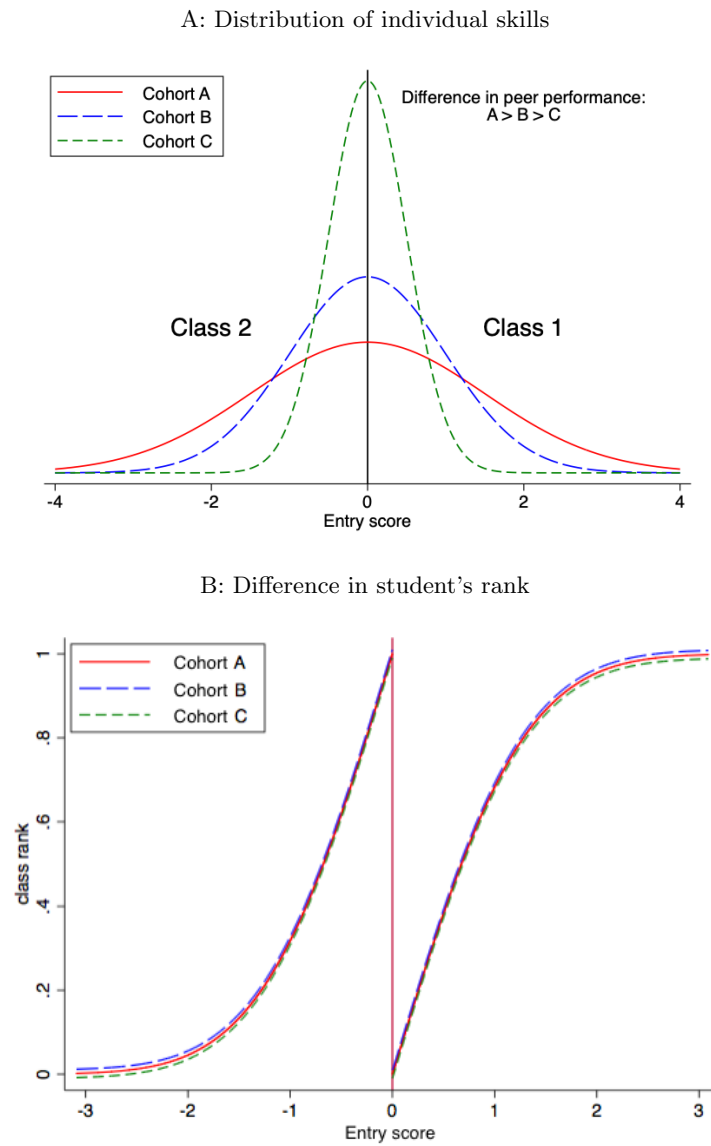 A: Distribution of individual skills
Cohort A
Cohort B
Cohort C
Difference in peer performance:
A > B > C
Class 2
Class 1
-4
-2
0
2
4
Entry score
B: Difference in student's rank
Cohort A
Cohort B
Cohort C
1
.8
.6
.4
.2
0
class rank
-3
-2
-1
0
1
2
3
Entry score